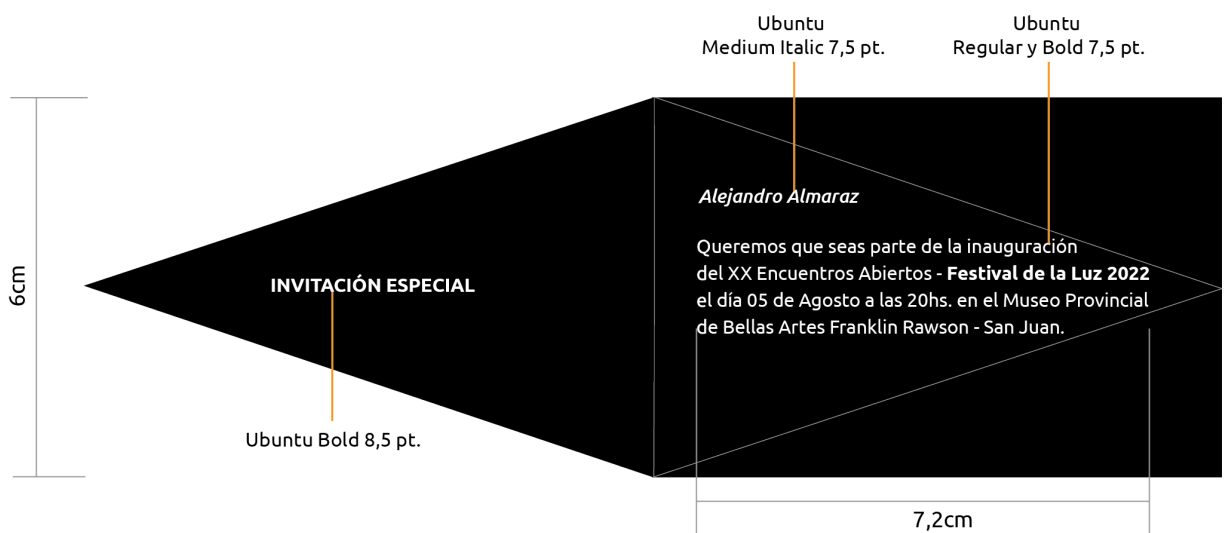 Ubuntu
Medium Italic 7,5 pt.
Ubuntu
Regular y Bold 7,5 pt.
6cm
INVITACIÓN ESPECIAL
Ubuntu Bold 8,5 pt.
Alejandro Almaraz
Queremos que seas parte de la inauguración
del XX Encuentros Abiertos - Festival de la Luz 2022
el día 05 de Agosto a las 20hs. en el Museo Provincial
de Bellas Artes Franklin Rawson - San Juan.
7,2cm